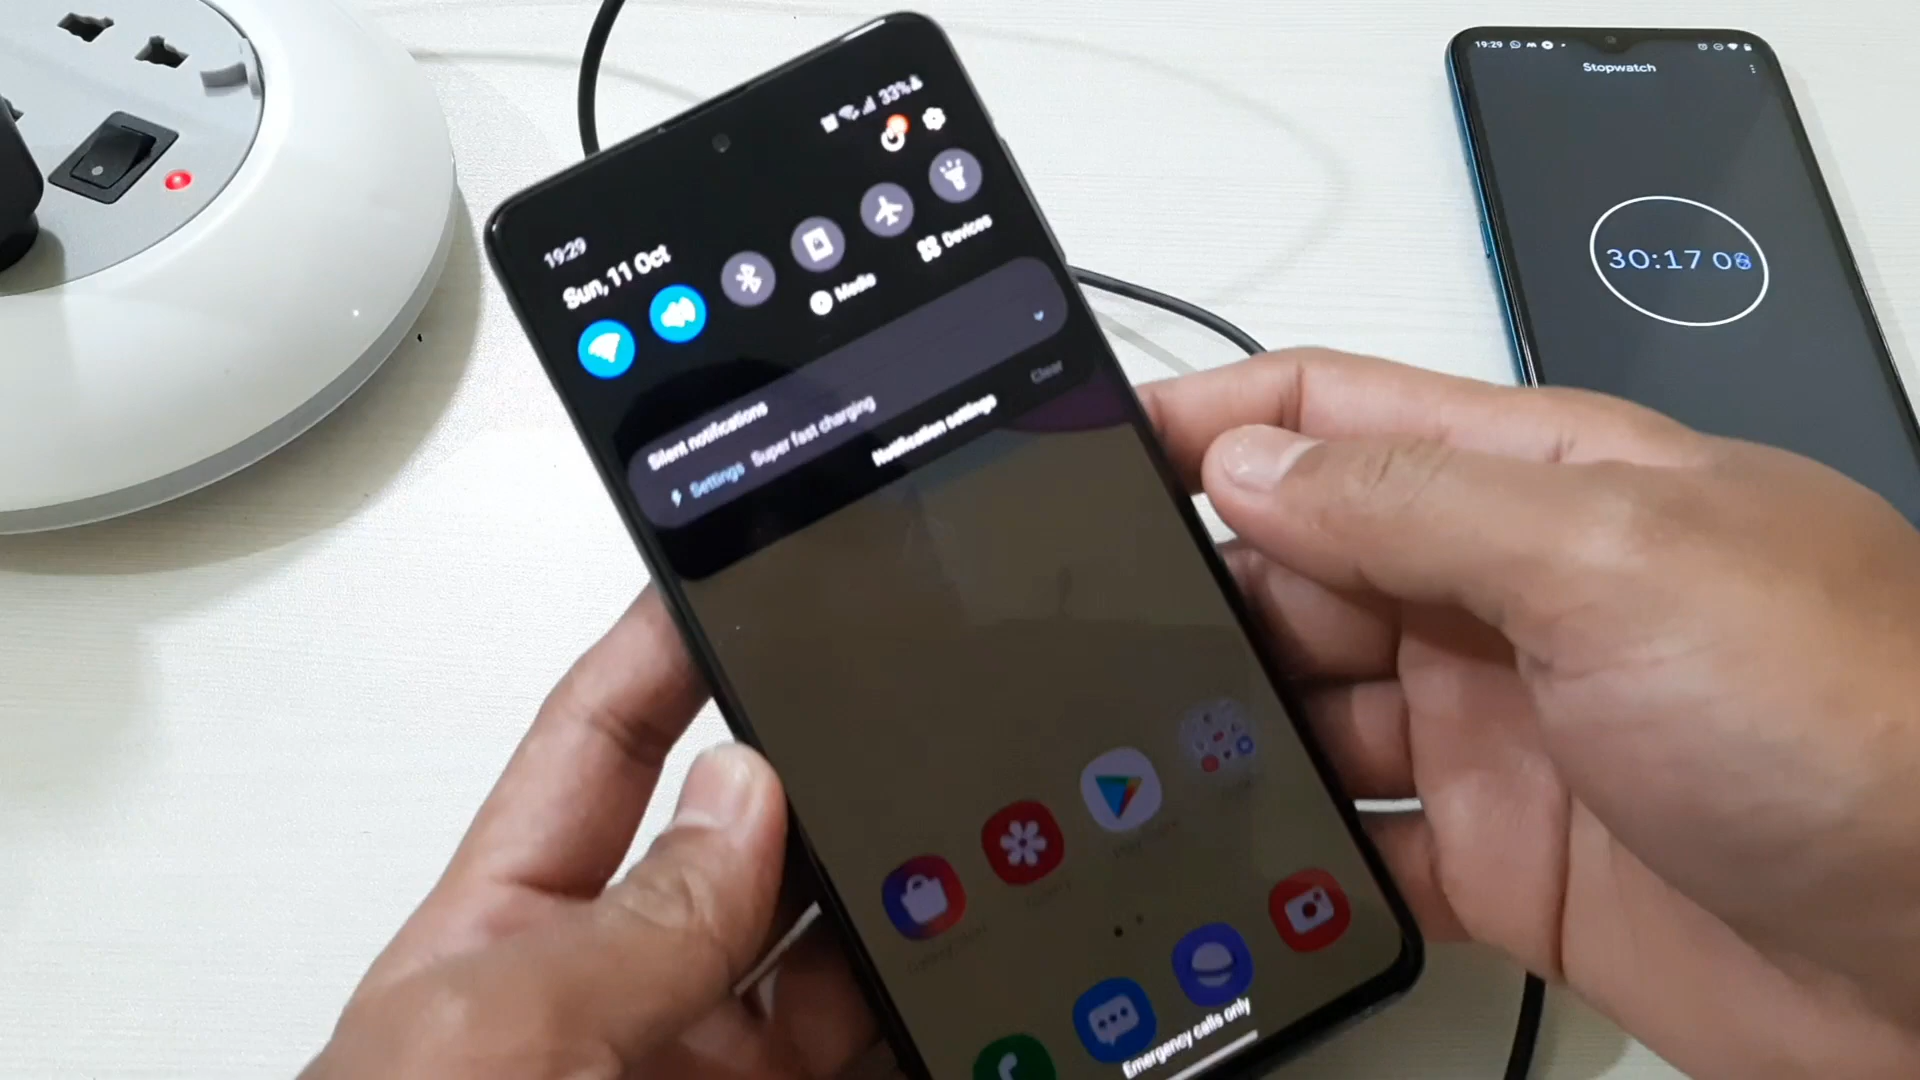 33%
19:29
Sun, 11 Oct
Media
Devices
Silent notifications
Settings Super fast charging
Clear
Notification settings
Emergency calls only
19:29
Stopwatch
30:17